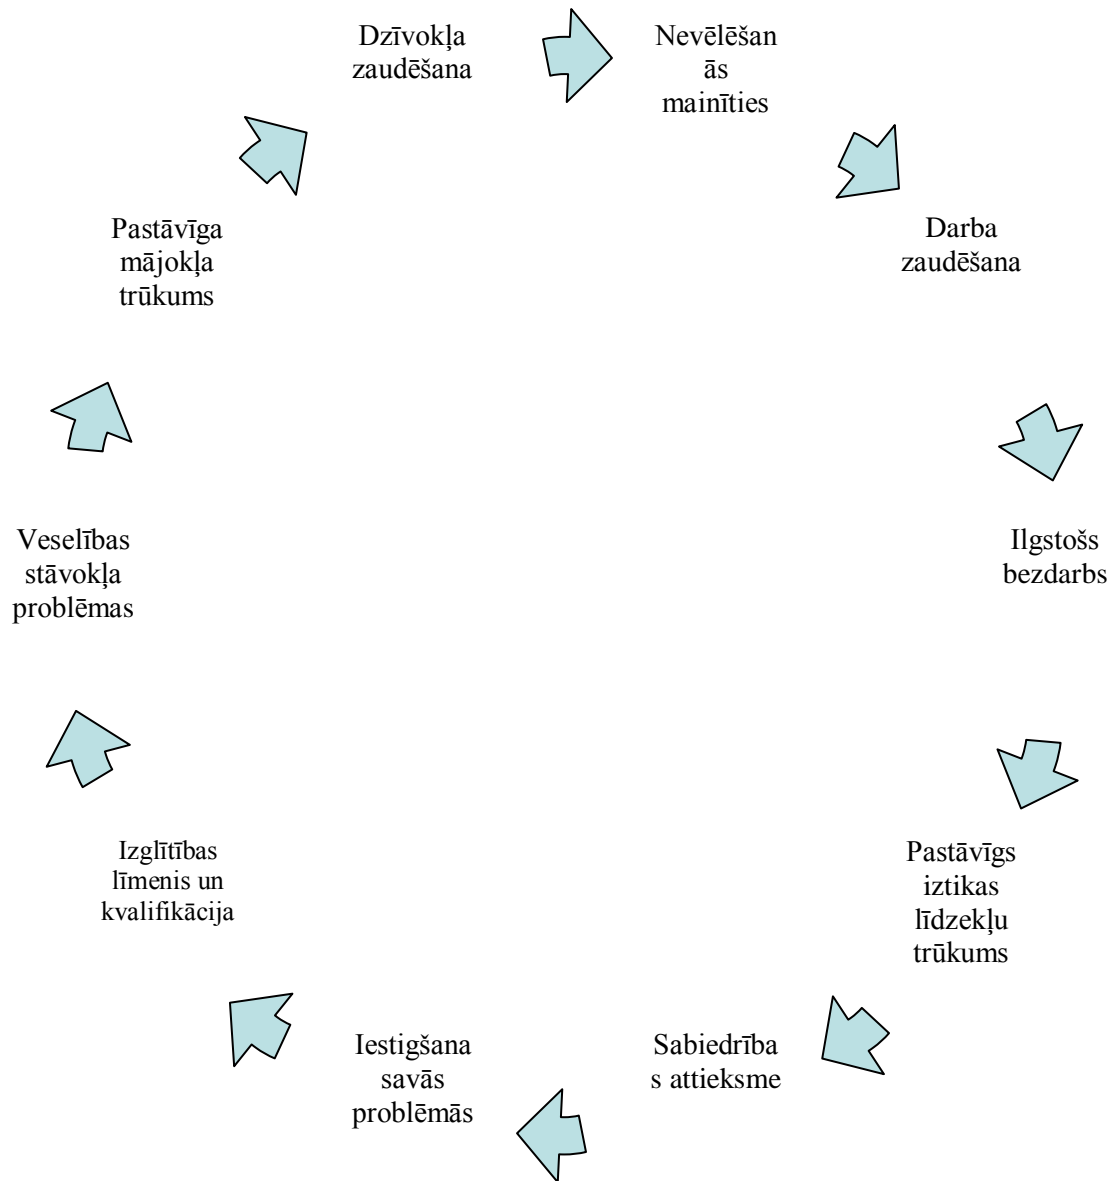 Dzīvokļa
zaudēšana
Nevēlēšan
ās
mainīties
Darba
zaudēšana
Ilgstošs
bezdarbs
Pastāvīgs
iztikas
līdzekļu
trūkums
Sabiedrība
s attieksme
Iestigšana
savās
problēmās
Izglītības
līmenis un
kvalifikācija
Veselības
stāvokļa
problēmas
Pastāvīga
mājokļa
trūkums